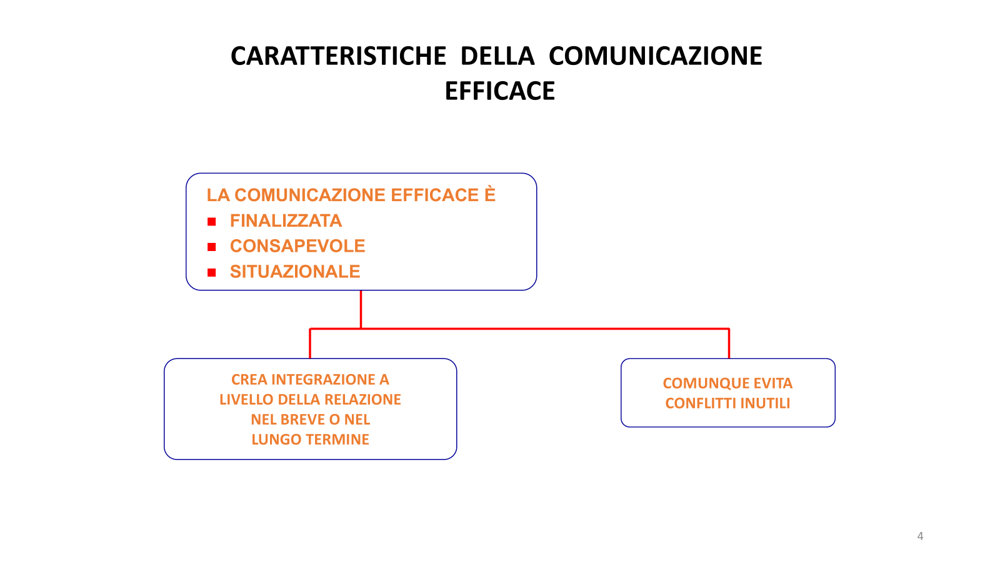 CARATTERISTICHE DELLA COMUNICAZIONE
EFFICACE
LA COMUNICAZIONE EFFICACE È
■ FINALIZZATA
■ CONSAPEVOLE
■ SITUAZIONALE
CREA INTEGRAZIONE A
LIVELLO DELLA RELAZIONE
NEL BREVE O NEL
LUNGO TERMINE
COMUNQUE EVITA
CONFLITTI INUTILI
4